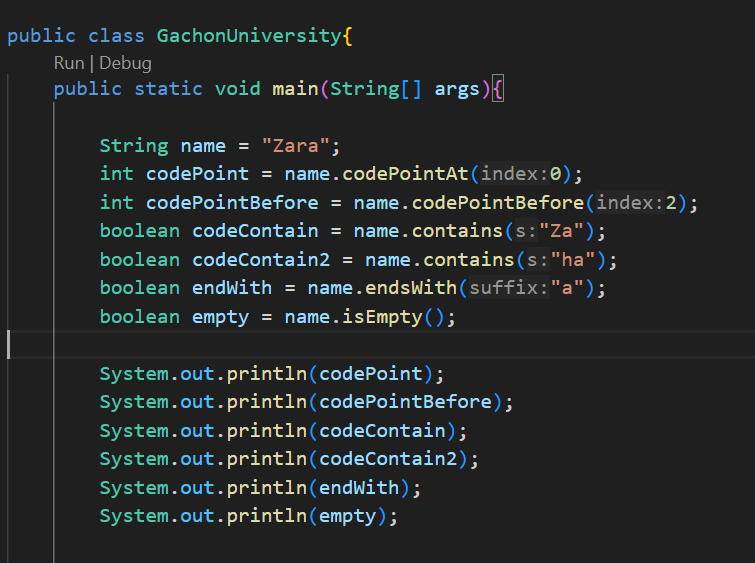 public class GachonUniversity{
Run | Debug
public static void main(String[] args){
String name = "Zara";
int codePoint = name.codePointAt(index:0);
int codePointBefore = name.codePointBefore(index:2);
boolean codeContain = name.contains(s:"Za");
boolean codeContain2 = name.contains(s:"ha");
boolean endWith = name.endsWith(suffix:"a");
boolean empty = name.isEmpty();
System.out.println(codePoint);
System.out.println(codePointBefore);
System.out.println(codeContain);
System.out.println(codeContain2);
System.out.println(endWith);
System.out.println(empty);